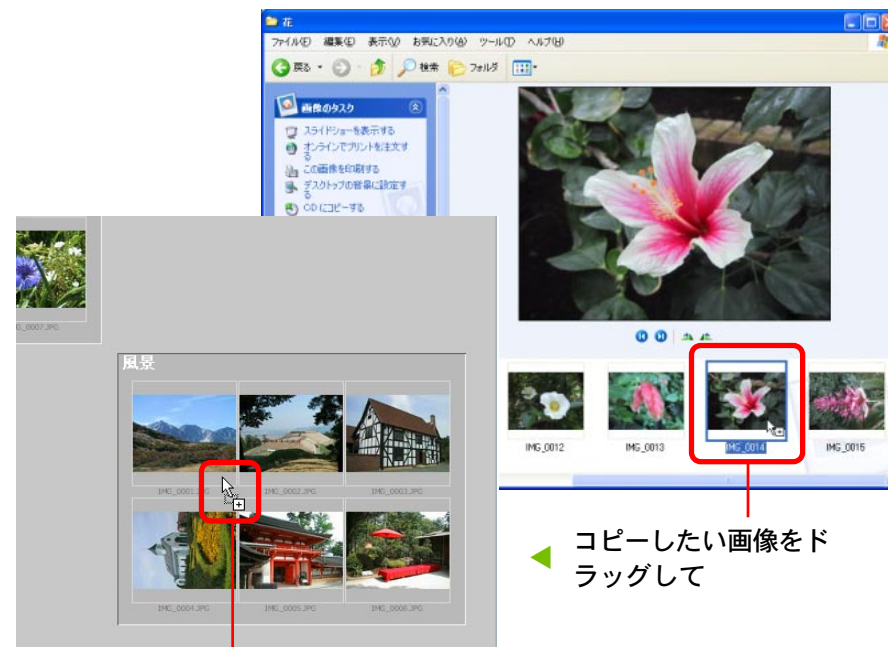 花
ファイル(F) 編集(E) 表示(V) お気に入り(A) ツール(T) ヘルプ(H)
戻る 検索 フォルダ
画像のタスク
スライドショーを表示する
オンラインでプリントを注文す
る
この画像を印刷する
デスクトップの背景に設定す
る
CD にコピーする
IMG_0012 IMG_0013 IMG_0014 IMG_0015
G_0007.JPG
風景
IMG_0001.JPG IMG_0002.JPG IMG_0003.JPG
IMG_0004.JPG IMG_0005.JPG IMG_0006.JPG
コピーしたい画像をド
ラッグして